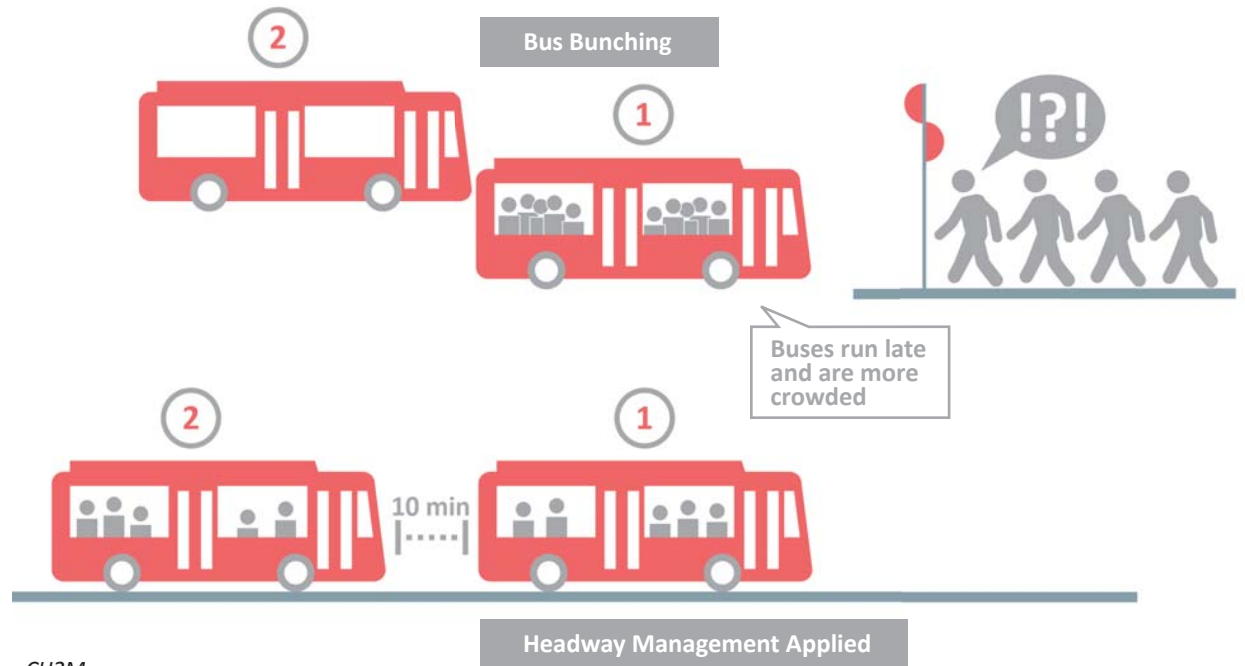 2
Bus Bunching
1
!?!
Buses run late
and are more
crowded
2
1
10 min
Headway Management Applied